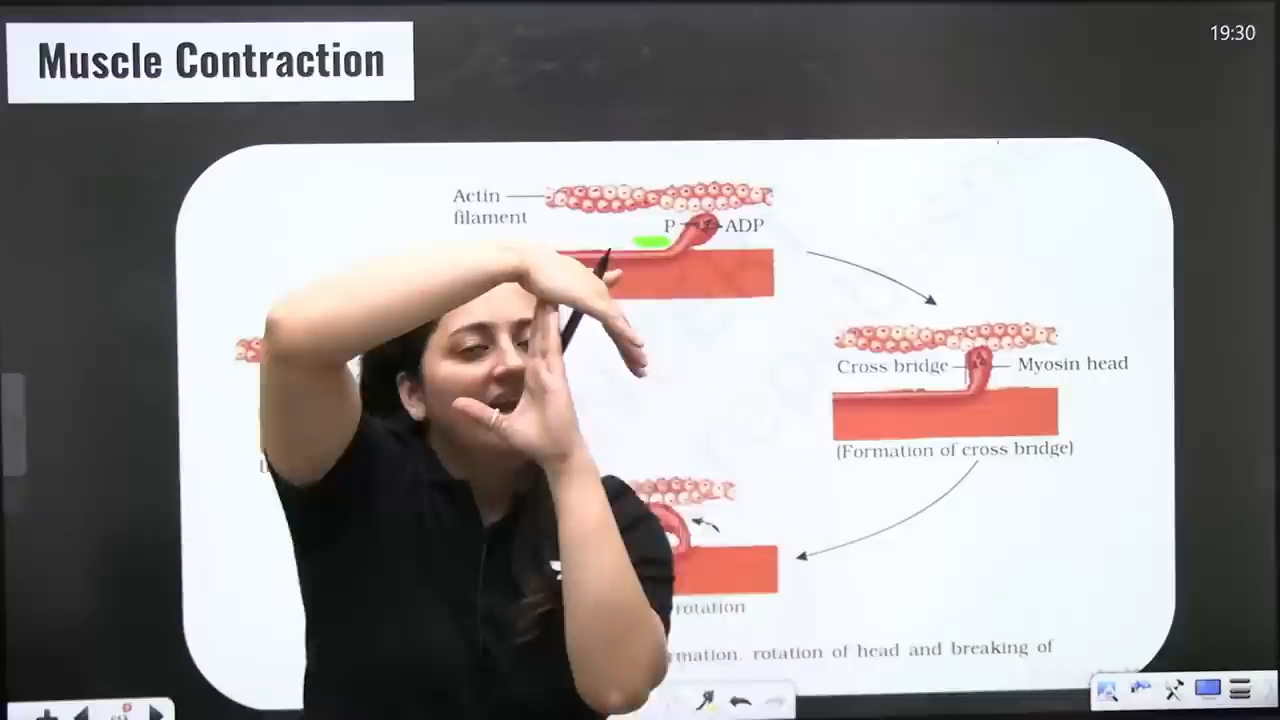 Muscle Contraction
19:30
Actin
filament
P
ADP
Cross bridge
Myosin head
(Formation of cross bridge)
rotation
rotation of head and breaking of